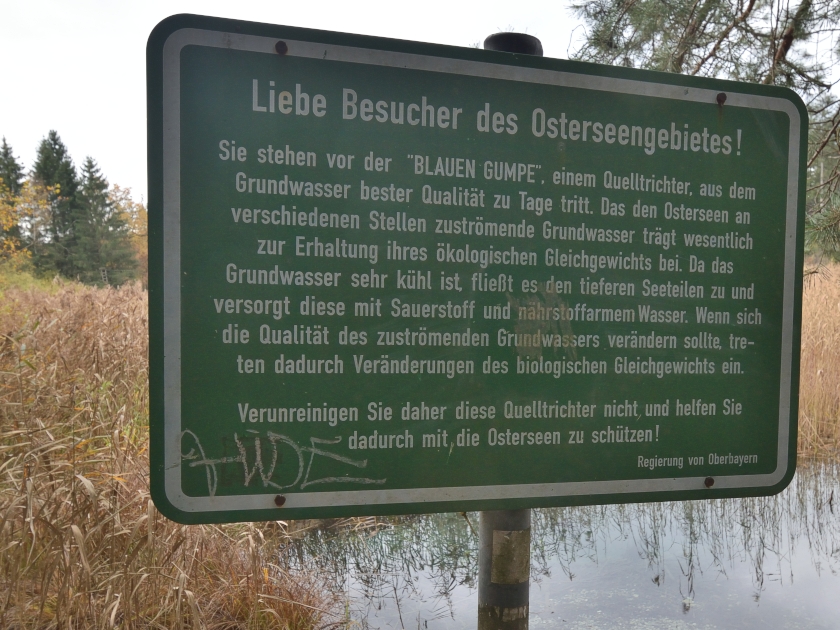 Liebe Besucher des Osterseengebietes!
Sie stehen vor der "BLAUEN GUMPE", einem Quelltrichter, aus dem
Grundwasser bester Qualität zu Tage tritt. Das den Osterseen an
verschiedenen Stellen zuströmende Grundwasser trägt wesentlich
zur Erhaltung ihres ökologischen Gleichgewichts bei. Da das
Grundwasser sehr kühl ist, fließt es den tieferen Seeteilen zu und
versorgt diese mit Sauerstoff und nährstoffarmem Wasser. Wenn sich
die Qualität des zuströmenden Grundwassers verändern sollte, tre-
ten dadurch Veränderungen des biologischen Gleichgewichts ein.
Verunreinigen Sie daher diese Quelltrichter nicht und helfen Sie
dadurch mit die Osterseen zu schützen!
Regierung von Oberbayern